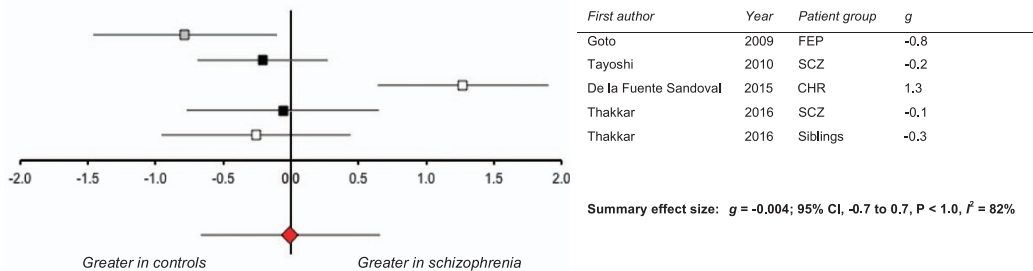 First author Year Patient group g
Goto 2009 FEP -0.8
Tayoshi 2010 SCZ -0.2
De la Fuente Sandoval 2015 CHR 1.3
Thakkar 2016 SCZ -0.1
Thakkar 2016 Siblings -0.3
-2.0 -1.5 -1.0 -0.5 0.0 0.5 1.0 1.5 2.0
Summary effect size: g = -0.004; 95% CI, -0.7 to 0.7, P < 1.0, I² = 82%
Greater in controls Greater in schizophrenia